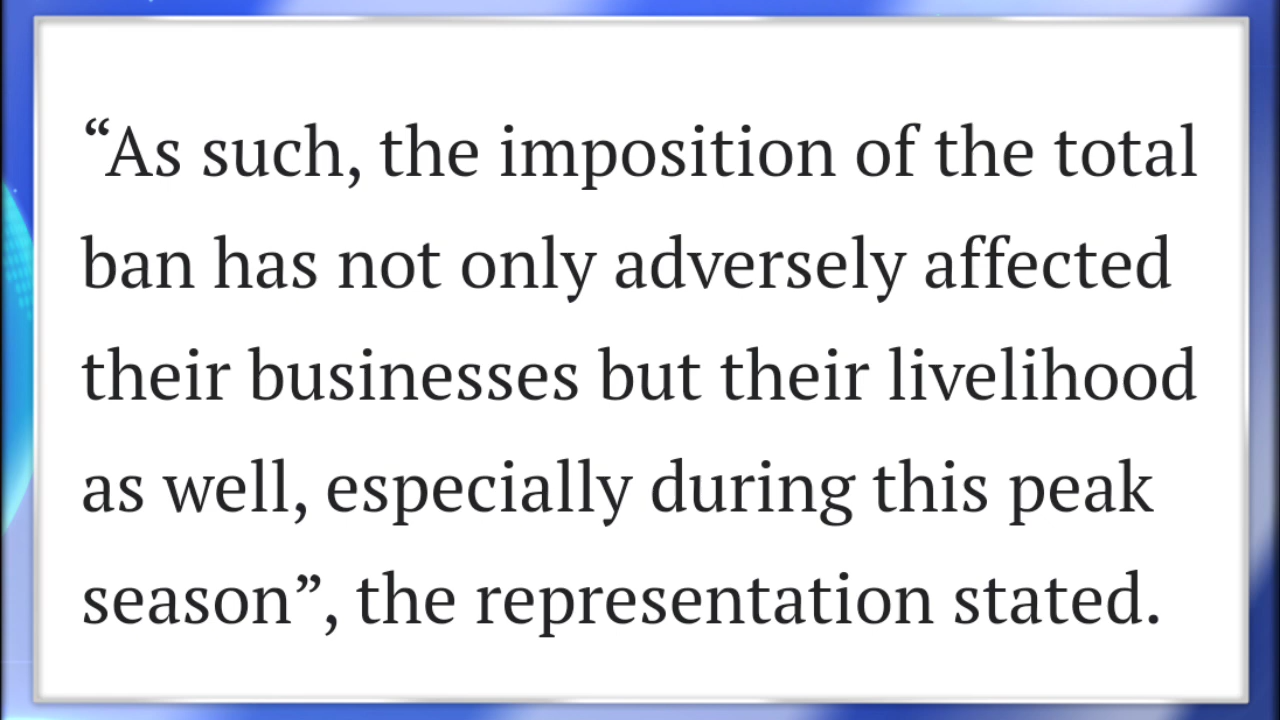 “As such, the imposition of the total
ban has not only adversely affected
their businesses but their livelihood
as well, especially during this peak
season”, the representation stated.